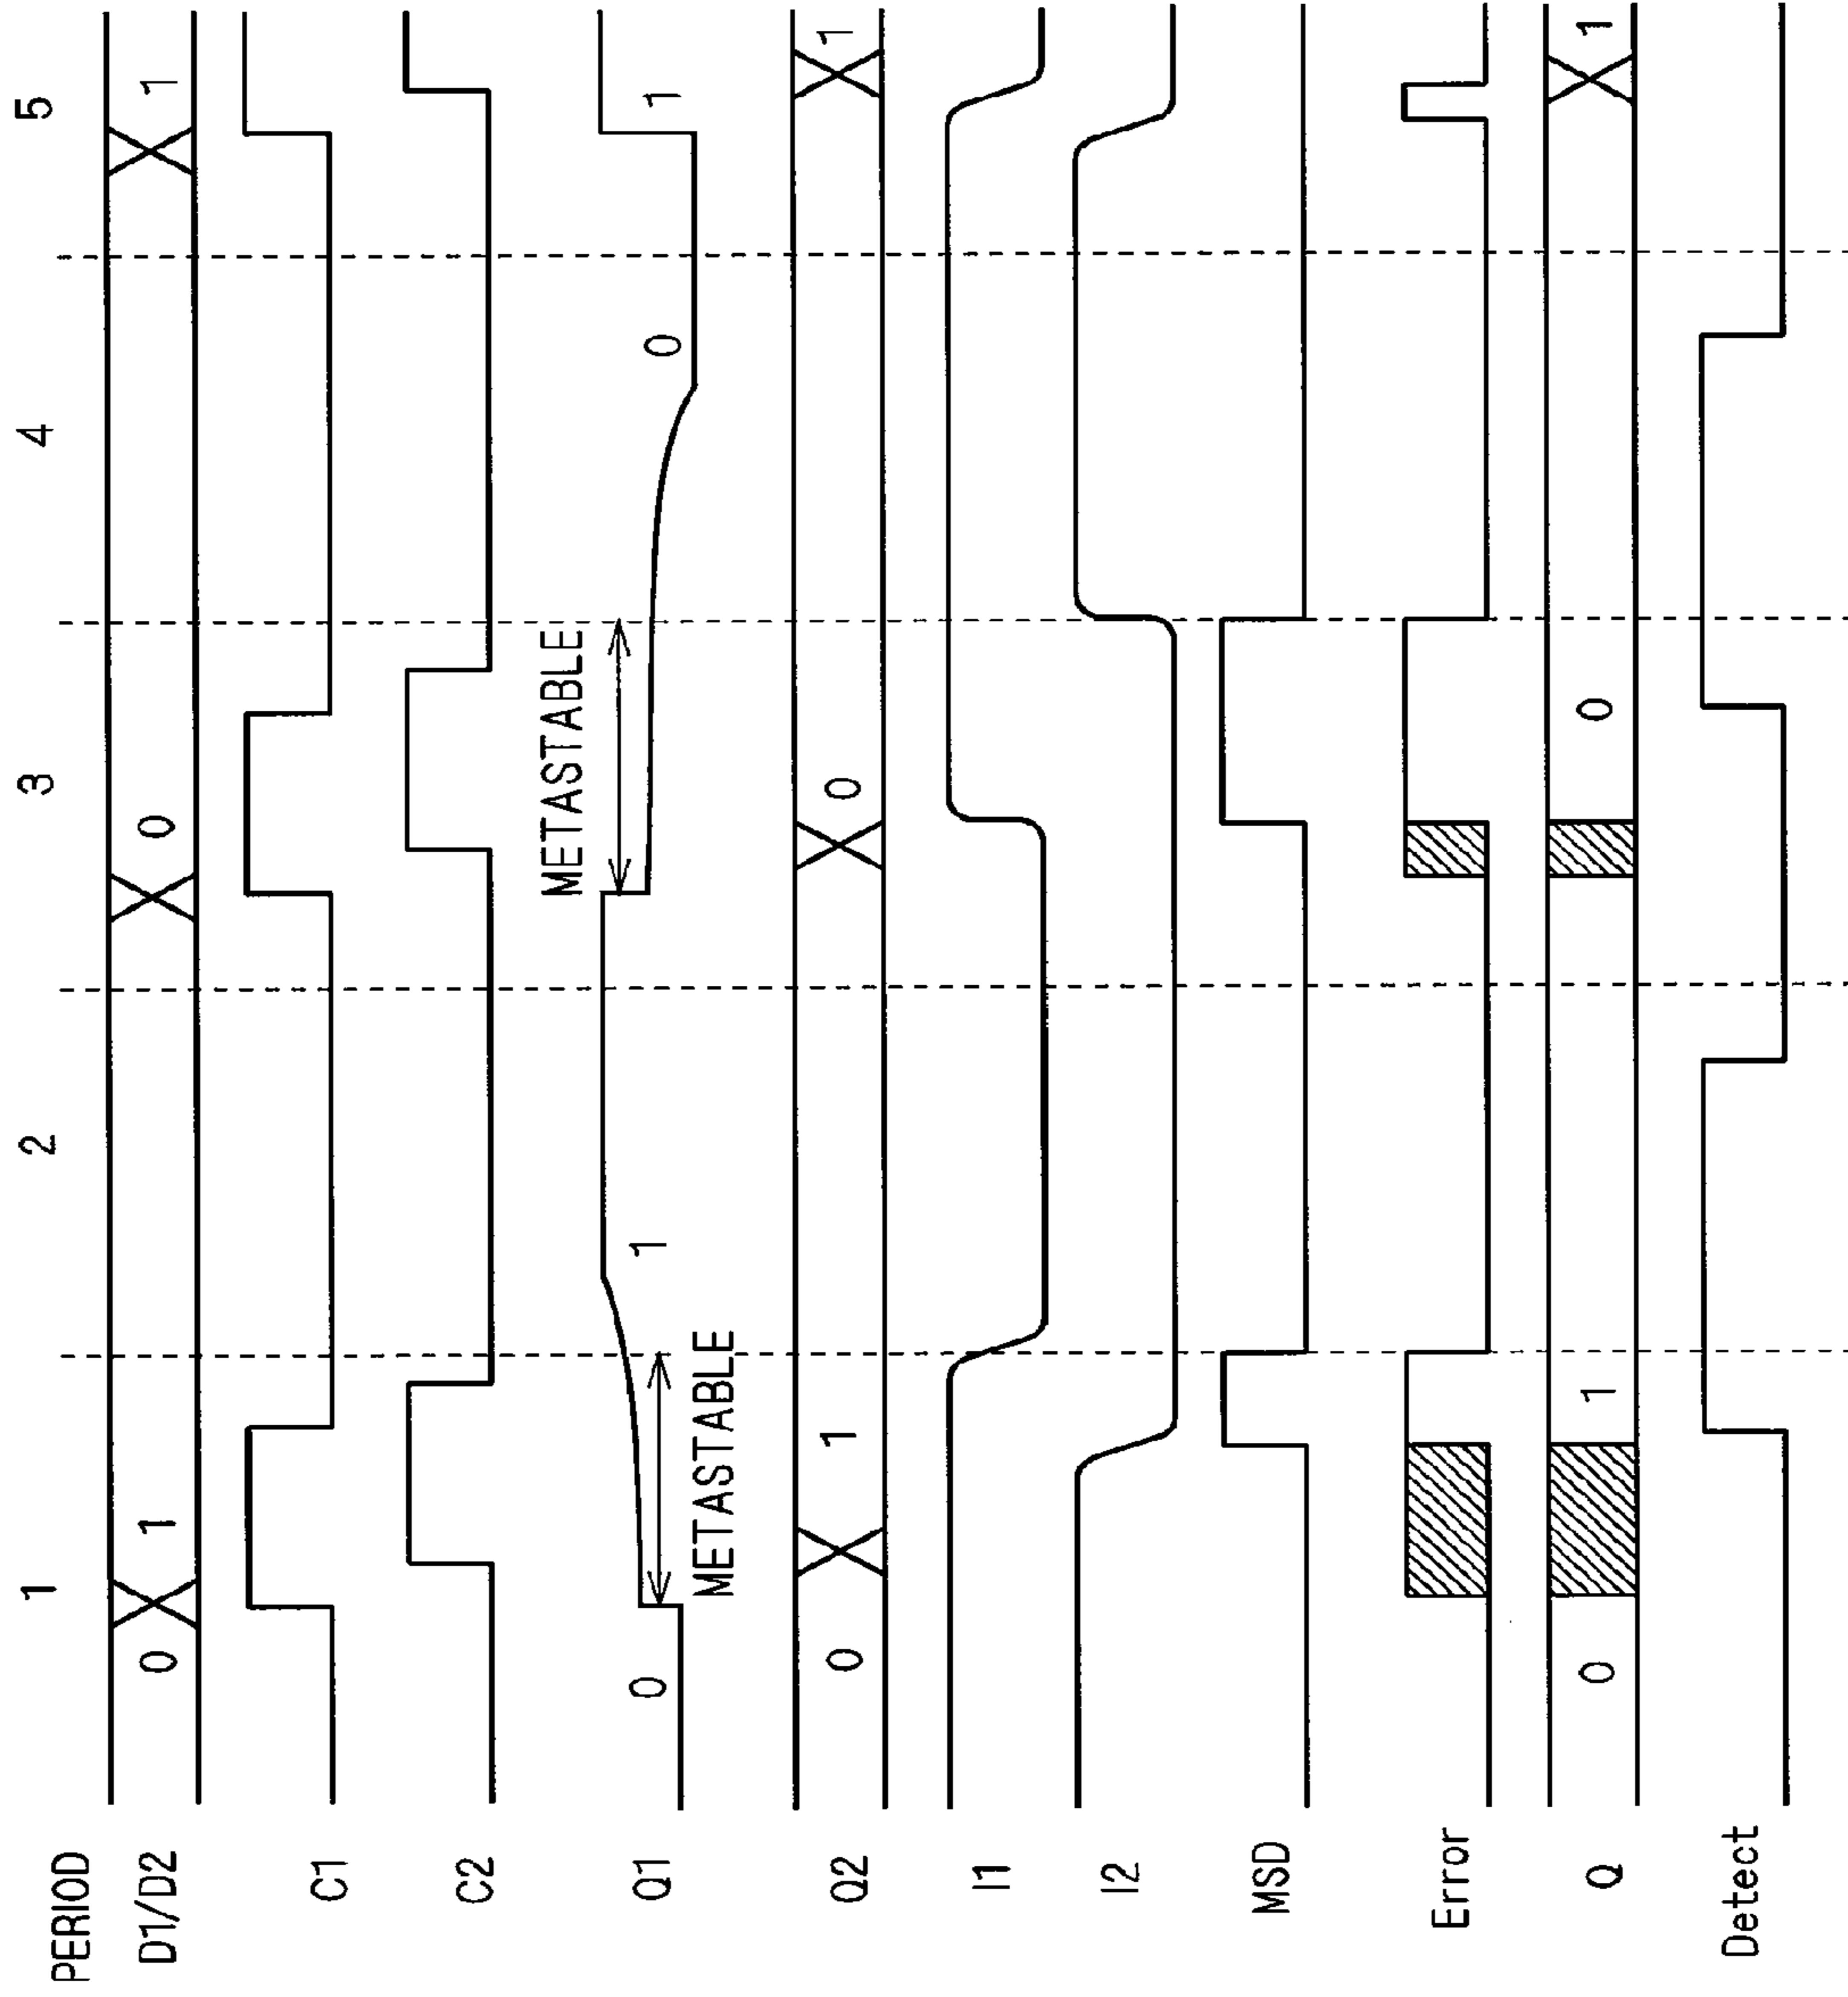 PERIOD 1 2 3 4 5
D1/D2 0 1 0 1
C1
C2
Q1 0 1 0 1
METASTABLE METASTABLE
Q2 0 1 0 1
I1
I2
MSD
Error
Q 0 1 0 1
Detect